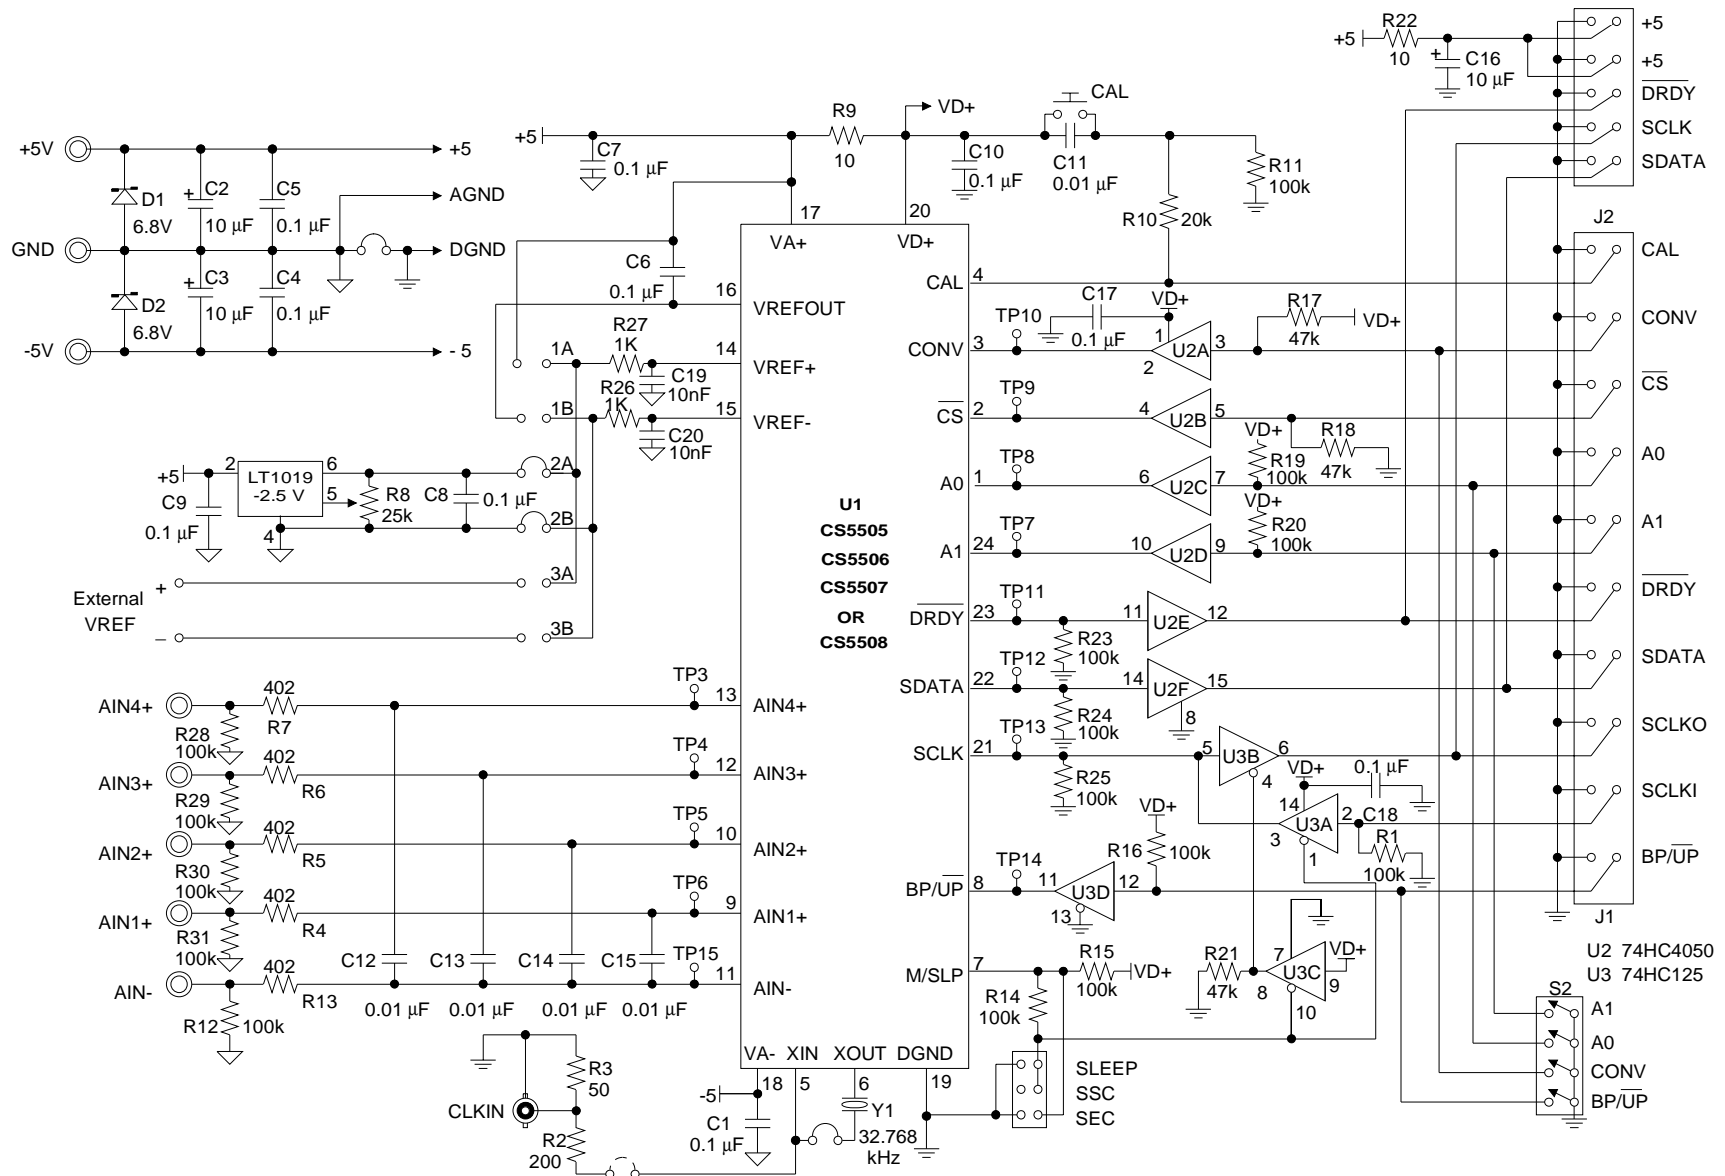 +5V
GND
-5V
D1
6.8V
D2
6.8V
C2
10 µF
C3
10 µF
C5
0.1 µF
C4
0.1 µF
+5
AGND
DGND
- 5
+5
C7
0.1 µF
R9
10
VD+
C10
0.1 µF
CAL
C11
0.01 µF
R11
100k
R10
20k
17
VA+
20
VD+
C6
0.1 µF
16
VREFOUT
R27
1K
14
VREF+
C19
10nF
R26
1K
15
VREF-
C20
10nF
1A
1B
2A
2B
3A
3B
+5
2
LT1019
-2.5 V
6
5
4
C9
0.1 µF
R8
25k
C8
0.1 µF
External
VREF
+
–
U1
CS5505
CS5506
CS5507
OR
CS5508
AIN4+
402
R7
R28
100k
TP3
13
AIN4+
AIN3+
402
R6
R29
100k
TP4
12
AIN3+
AIN2+
402
R5
R30
100k
TP5
10
AIN2+
AIN1+
402
R4
R31
100k
TP6
9
AIN1+
AIN-
402
R13
R12
100k
TP15
11
AIN-
C12
0.01 µF
C13
0.01 µF
C14
0.01 µF
C15
0.01 µF
VA-
XIN
XOUT
DGND
18
5
6
19
-5
C1
0.1 µF
Y1
32.768
kHz
CLKIN
R3
50
R2
200
CAL
4
CONV
3
TP10
C17
0.1 µF
VD+
1
2
U2A
3
R17
47k
VD+
CS
2
TP9
4
U2B
5
R18
47k
A0
1
TP8
6
U2C
7
VD+
R19
100k
A1
24
TP7
10
U2D
9
VD+
R20
100k
DRDY
23
TP11
R23
100k
11
U2E
12
SDATA
22
TP12
R24
100k
14
U2F
15
8
SCLK
21
TP13
R25
100k
5
U3B
6
4
VD+
0.1 µF
C18
14
3
U3A
2
1
R1
100k
BP/UP
8
TP14
11
U3D
12
13
VD+
R16
100k
M/SLP
7
R15
100k
VD+
R14
100k
R21
47k
7
8
U3C
9
10
VD+
SLEEP
SSC
SEC
+5
R22
10
C16
10 µF
+
+5
+5
DRDY
SCLK
SDATA
J2
CAL
CONV
CS
A0
A1
DRDY
SDATA
SCLKO
SCLKI
BP/UP
J1
U2 74HC4050
U3 74HC125
S2
A1
A0
CONV
BP/UP